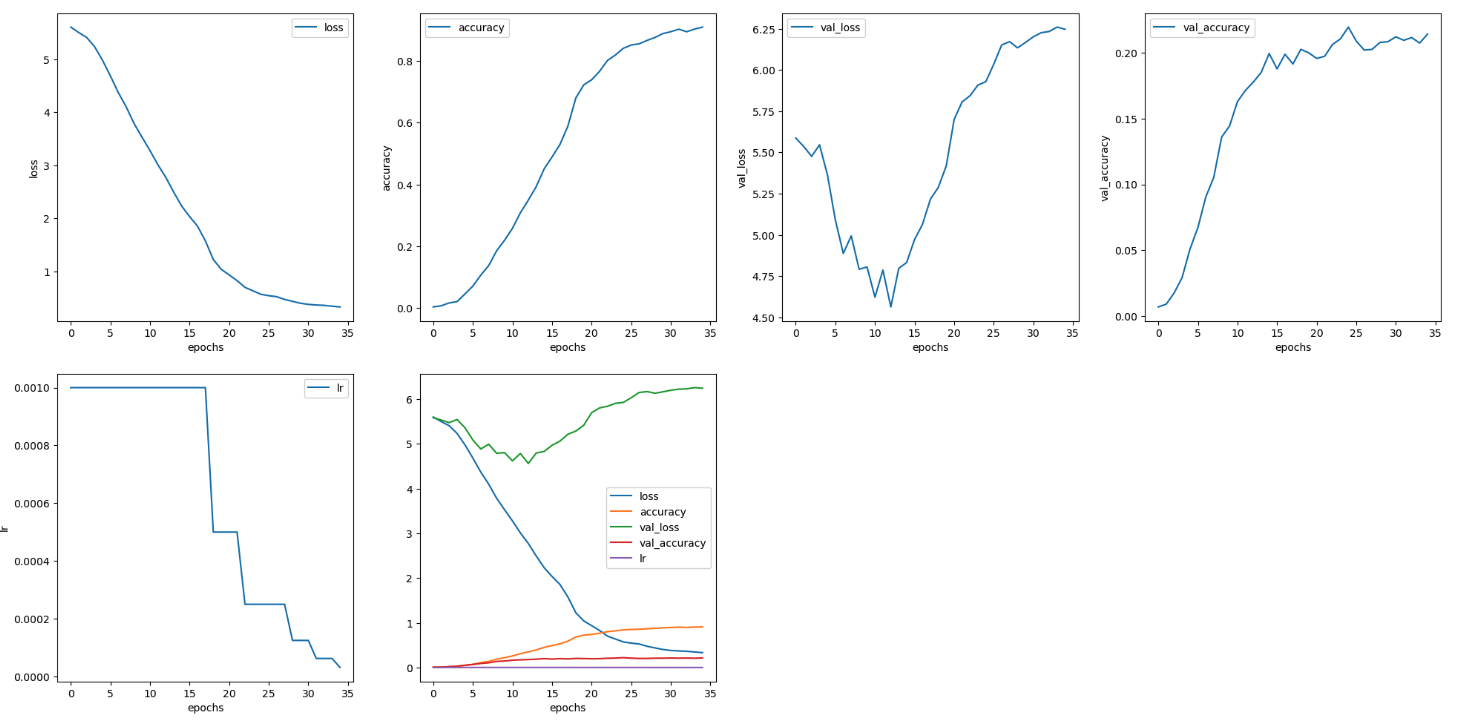 loss
5
4
3
2
1
loss
0 5 10 15 20 25 30 35
epochs
accuracy
0.8
0.6
0.4
0.2
0.0
accuracy
0 5 10 15 20 25 30 35
epochs
val_loss
6.25
6.00
5.75
5.50
5.25
5.00
4.75
4.50
val_loss
0 5 10 15 20 25 30 35
epochs
val_accuracy
0.20
0.15
0.10
0.05
0.00
val_accuracy
0 5 10 15 20 25 30 35
epochs
lr
0.0010
0.0008
0.0006
0.0004
0.0002
0.0000
lr
0 5 10 15 20 25 30 35
epochs
6
5
4
3
2
1
0
loss
accuracy
val_loss
val_accuracy
lr
0 5 10 15 20 25 30 35
epochs